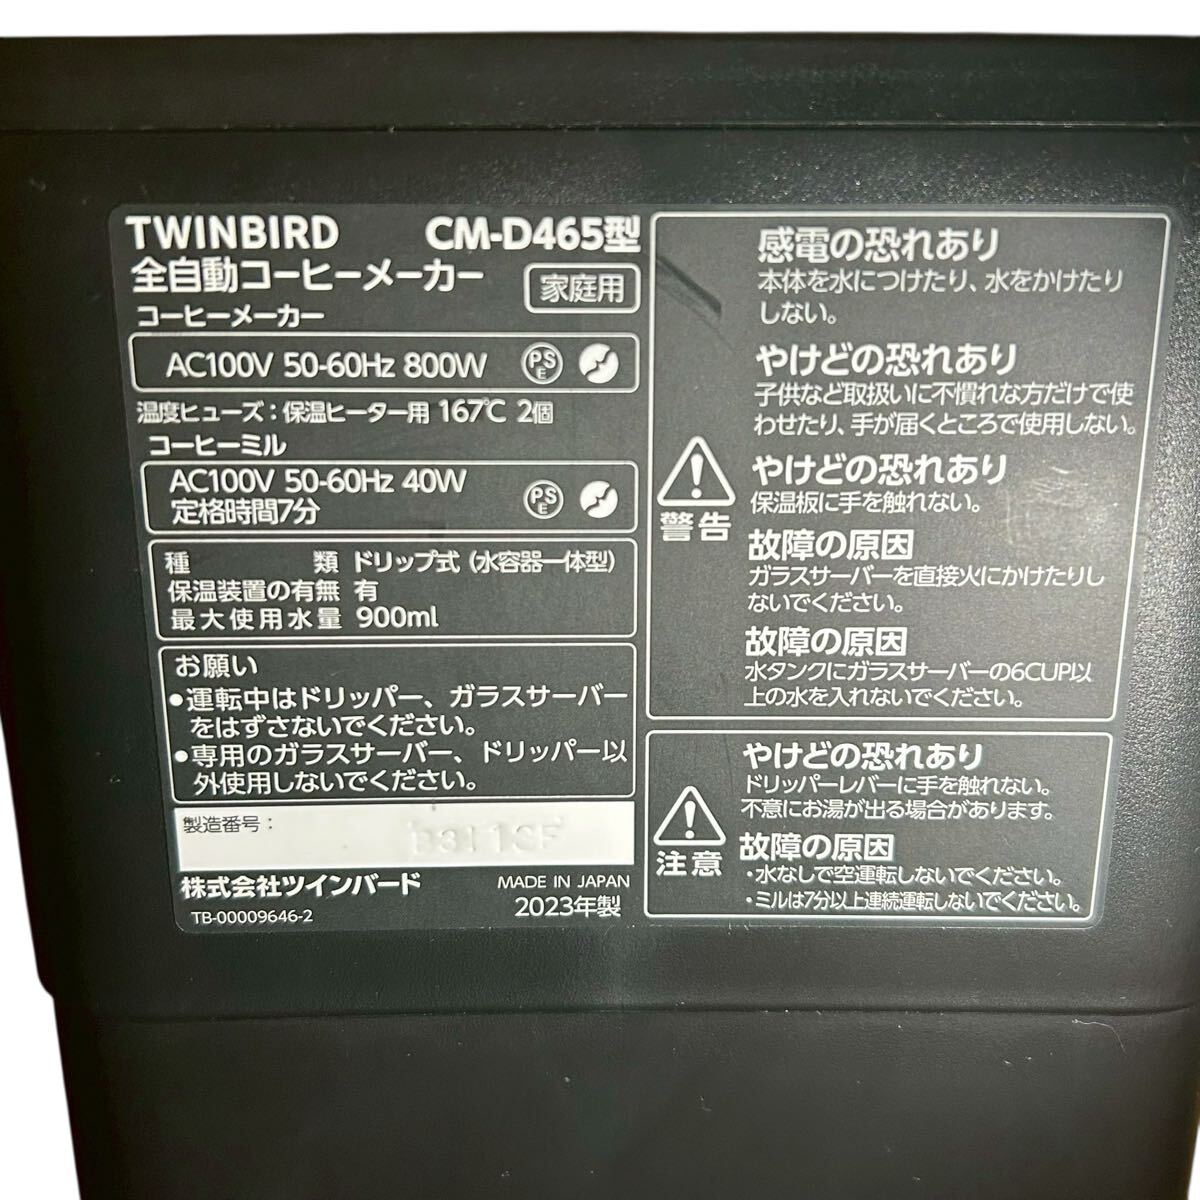 TWINBIRD CM-D465型
全自動コーヒーメーカー 家庭用
コーヒーメーカー
AC100V 50-60Hz 800W PSE
温度ヒューズ：保温ヒーター用 167℃ 2個
コーヒーミル
AC100V 50-60Hz 40W
定格時間7分 PSE
種類 ドリップ式（水容器一体型）
保温装置の有無 有
最大使用水量 900ml
お願い
●運転中はドリッパー、ガラスサーバー
をはずさないでください。
●専用のガラスサーバー、ドリッパー以
外使用しないでください。
製造番号：
株式会社ツインバード MADE IN JAPAN
TB-00009646-2 2023年製
警告
感電の恐れあり
本体を水につけたり、水をかけたり
しない。
やけどの恐れあり
子供など取扱いに不慣れな方だけで使
わせたり、手が届くところで使用しない。
やけどの恐れあり
保温板に手を触れない。
故障の原因
ガラスサーバーを直接火にかけたりし
ないでください。
故障の原因
水タンクにガラスサーバーの6CUP以
上の水を入れないでください。
注意
やけどの恐れあり
ドリッパーレバーに手を触れない。
不意にお湯が出る場合があります。
故障の原因
・水なしで空運転しないでください。
・ミルは7分以上連続運転しないでください。